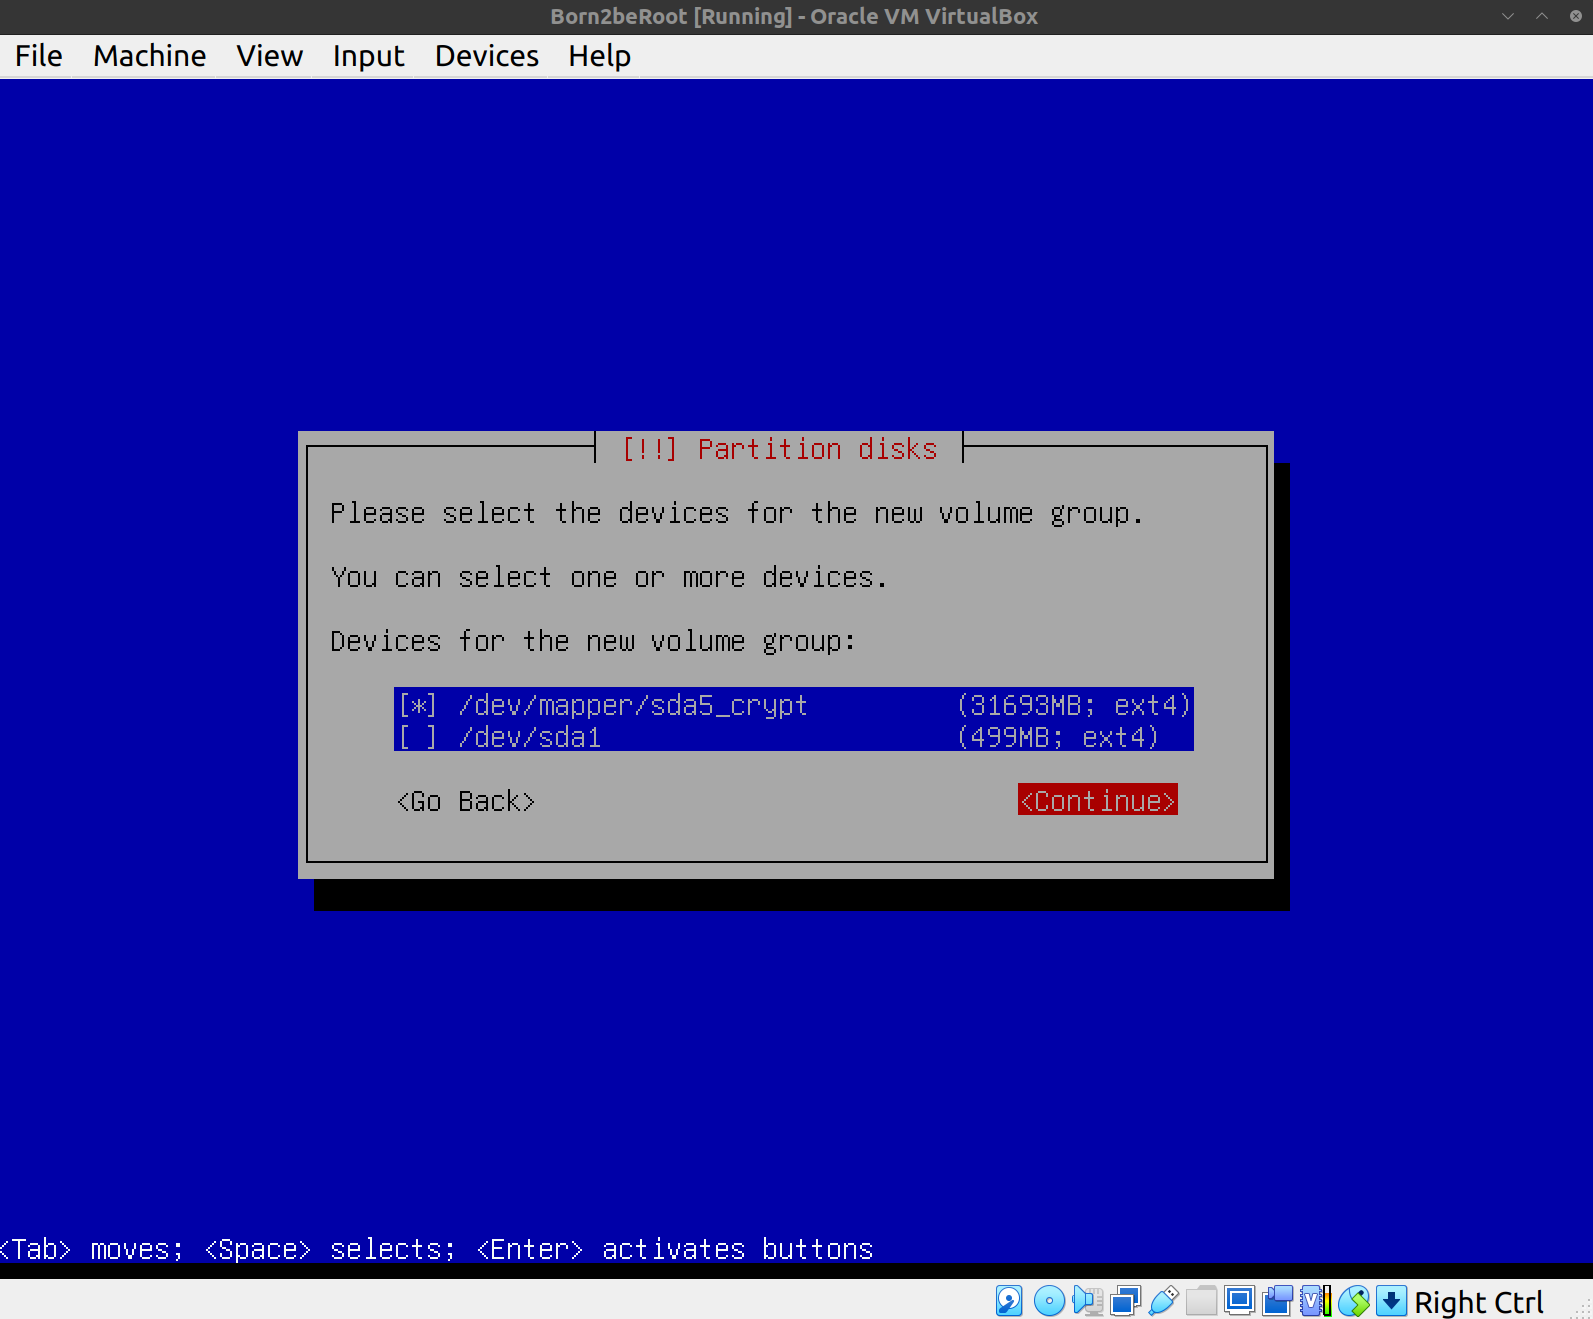 Born2beRoot [Running] - Oracle VM VirtualBox
File Machine View Input Devices Help
[!!] Partition disks
Please select the devices for the new volume group.
You can select one or more devices.
Devices for the new volume group:
[*] /dev/mapper/sda5_crypt (31693MB; ext4)
[ ] /dev/sda1 (499MB; ext4)
<Go Back> <Continue>
<Tab> moves; <Space> selects; <Enter> activates buttons
Right Ctrl